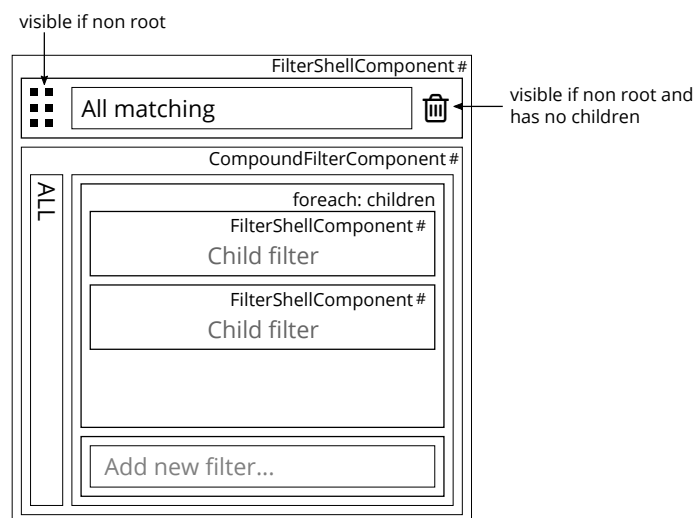 visible if non root
FilterShellComponent #
All matching
visible if non root and
has no children
CompoundFilterComponent #
ALL
foreach: children
FilterShellComponent #
Child filter
FilterShellComponent #
Child filter
Add new filter...